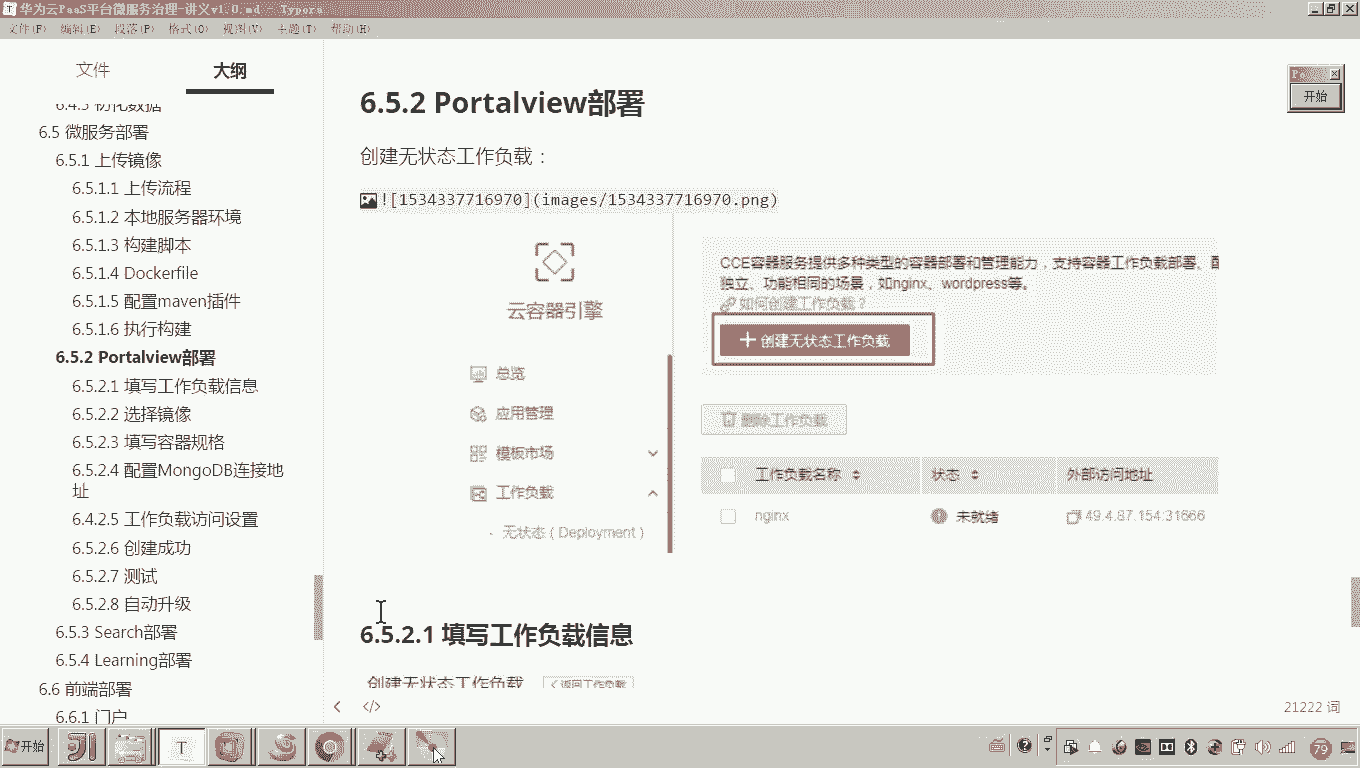 华为云PaaS平台微服务治理-讲义v1.0.md - Typora
文件(F) 编辑(E) 段落(P) 格式(O) 视图(V) 主题(T) 帮助(H)
文件 大纲
6.5 微服务部署
6.5.1 上传镜像
6.5.1.1 上传流程
6.5.1.2 本地服务器环境
6.5.1.3 构建脚本
6.5.1.4 Dockerfile
6.5.1.5 配置maven插件
6.5.1.6 执行构建
6.5.2 Portalview部署
6.5.2.1 填写工作负载信息
6.5.2.2 选择镜像
6.5.2.3 填写容器规格
6.5.2.4 配置MongoDB连接地
址
6.4.2.5 工作负载访问设置
6.5.2.6 创建成功
6.5.2.7 测试
6.5.2.8 自动升级
6.5.3 Search部署
6.5.4 Learning部署
6.6 前端部署
6.6.1 门户
6.5.2 Portalview部署
创建无状态工作负载：
![1534337716970](images/1534337716970.png)
云容器引擎
总览
应用管理
模板市场
工作负载
无状态（Deployment）
CCE容器服务提供多种类型的容器部署和管理能力，支持容器工作负载部署、配
独立、功能相同的场景，如nginx、wordpress等。
如何创建工作负载？
创建无状态工作负载
删除工作负载
工作负载名称 状态 外部访问地址
nginx 未就绪 49.4.87.154:31666
6.5.2.1 填写工作负载信息
创建无状态工作负载 返回工作负载
21222 词
开始
开始
79